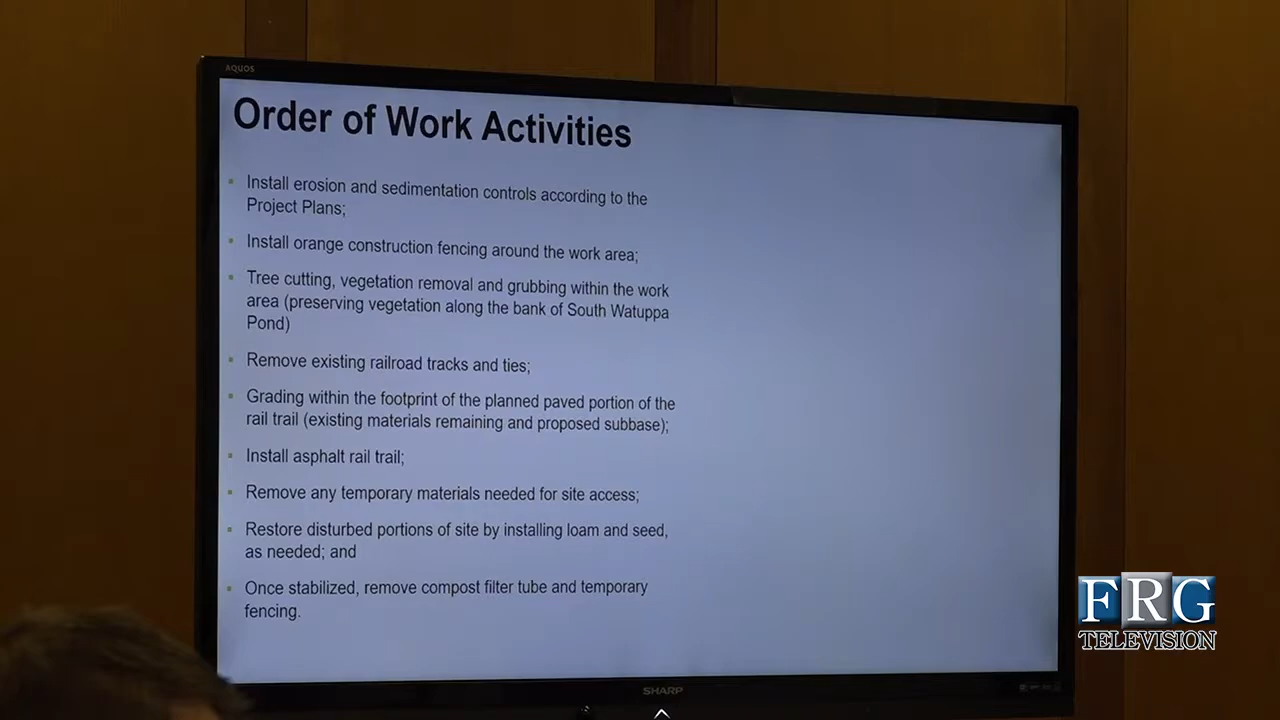 AQUOS
Order of Work Activities
Install erosion and sedimentation controls according to the
Project Plans;
Install orange construction fencing around the work area;
Tree cutting, vegetation removal and grubbing within the work
area (preserving vegetation along the bank of South Watuppa
Pond)
Remove existing railroad tracks and ties;
Grading within the footprint of the planned paved portion of the
rail trail (existing materials remaining and proposed subbase);
Install asphalt rail trail;
Remove any temporary materials needed for site access;
Restore disturbed portions of site by installing loam and seed,
as needed; and
Once stabilized, remove compost filter tube and temporary
fencing.
FRG
TELEVISION
SHARP